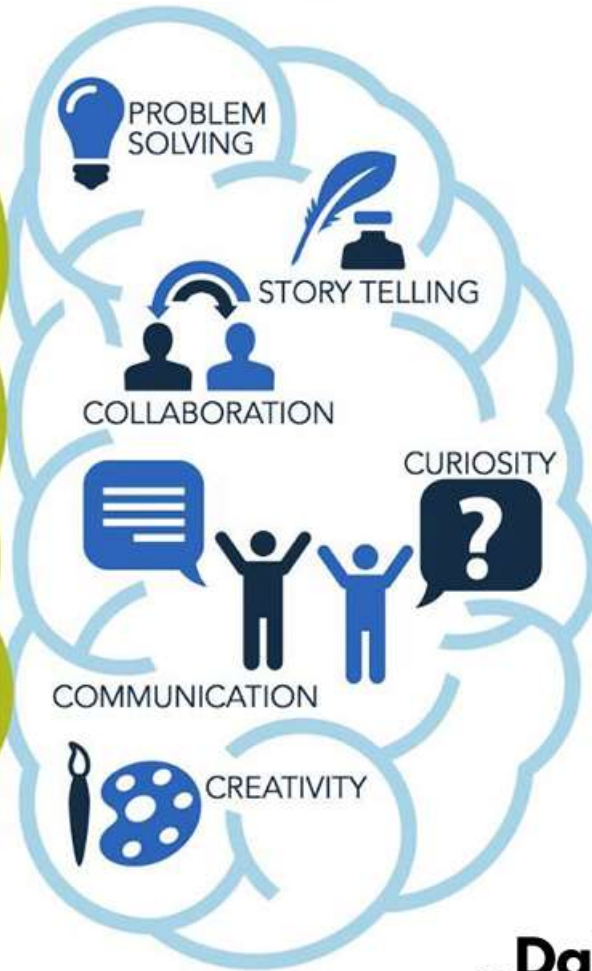 PROBLEM
SOLVING
STORY TELLING
COLLABORATION
CURIOSITY
?
COMMUNICATION
CREATIVITY